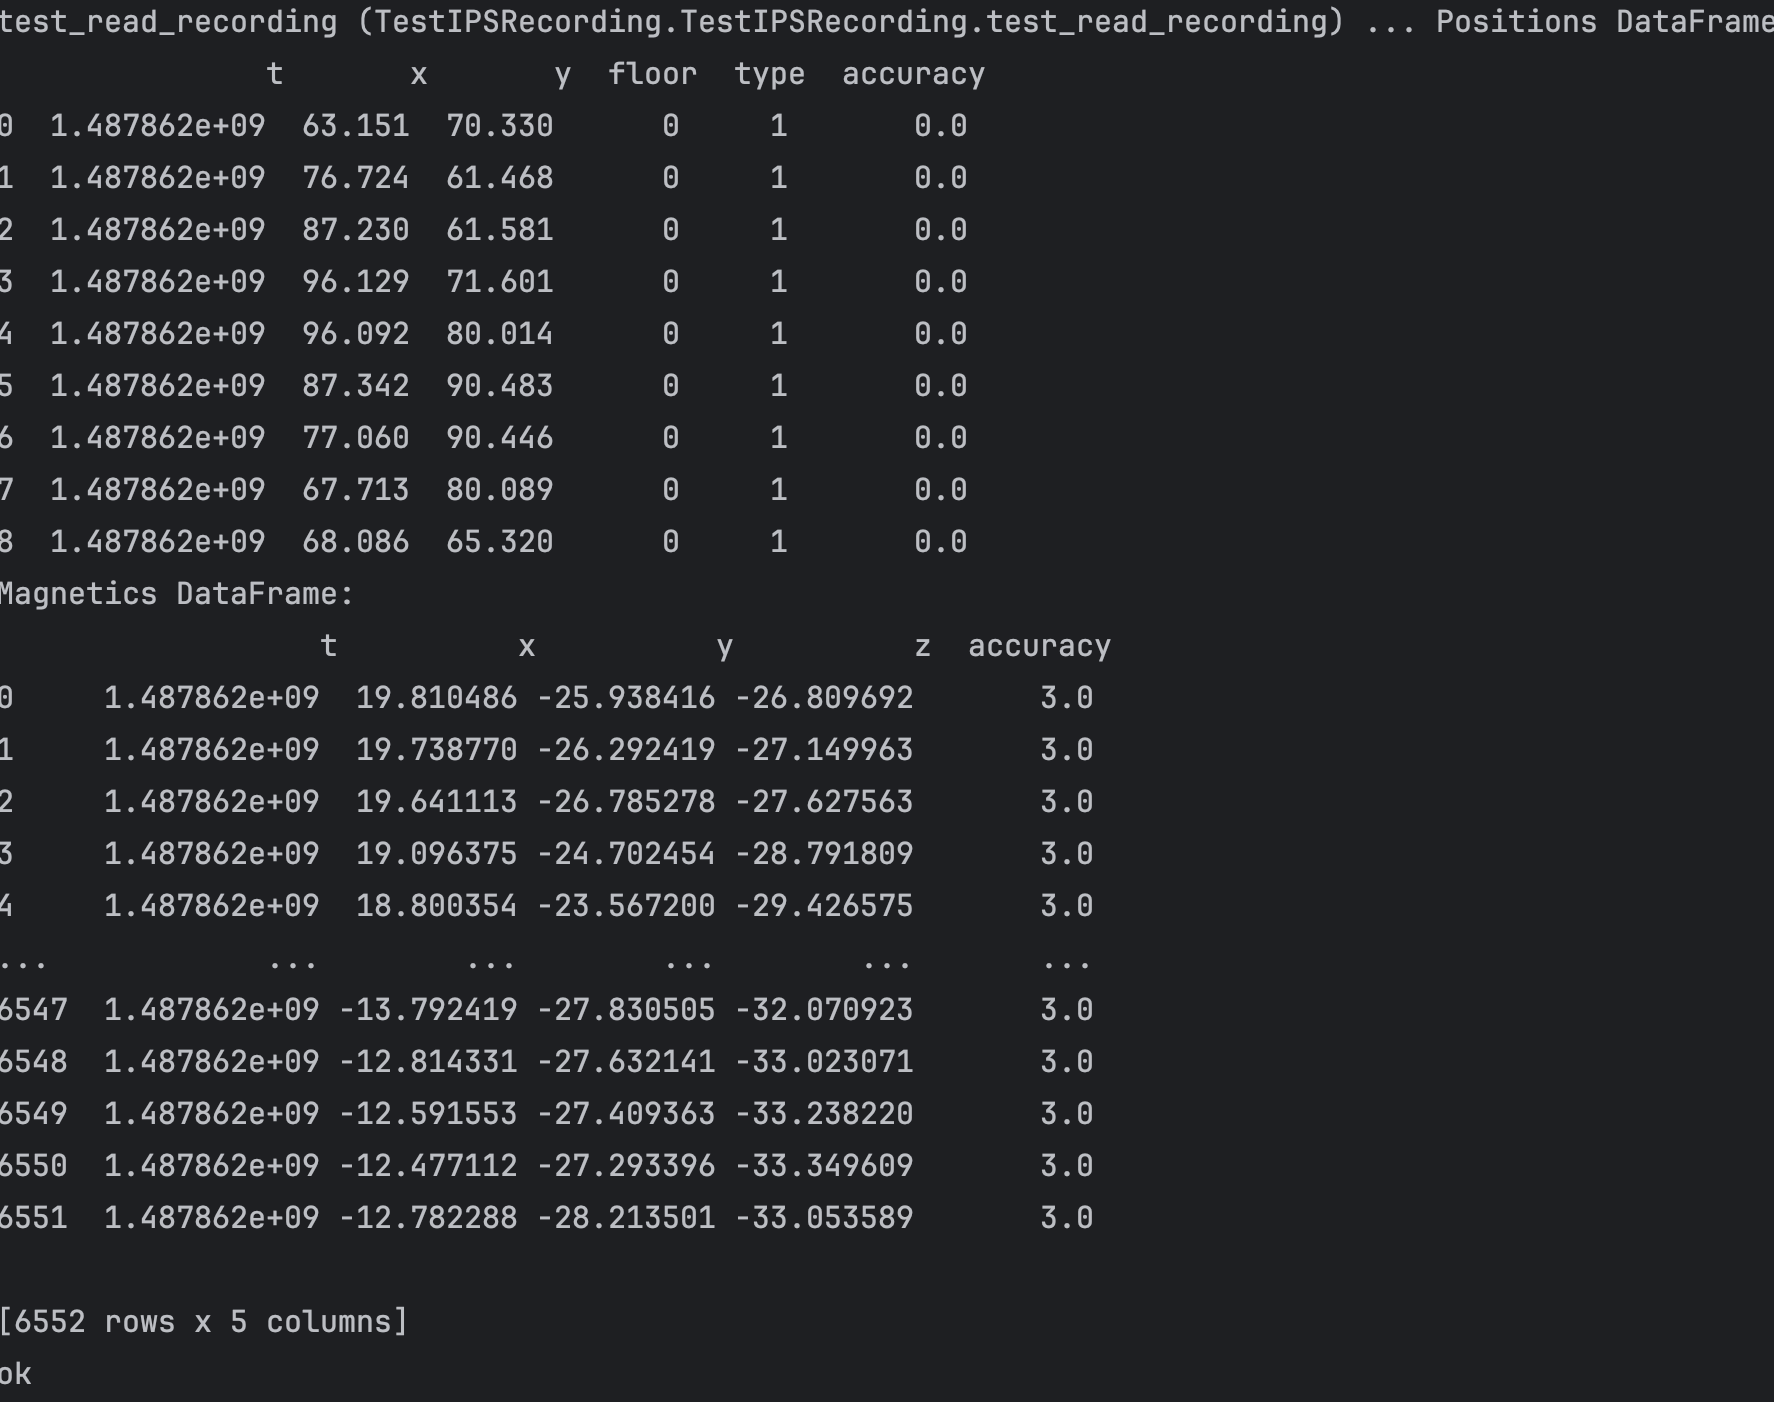 test_read_recording (TestIPSRecording.TestIPSRecording.test_read_recording) ... Positions DataFrame
t x y floor type accuracy
0 1.487862e+09 63.151 70.330 0 1 0.0
1 1.487862e+09 76.724 61.468 0 1 0.0
2 1.487862e+09 87.230 61.581 0 1 0.0
3 1.487862e+09 96.129 71.601 0 1 0.0
4 1.487862e+09 96.092 80.014 0 1 0.0
5 1.487862e+09 87.342 90.483 0 1 0.0
6 1.487862e+09 77.060 90.446 0 1 0.0
7 1.487862e+09 67.713 80.089 0 1 0.0
8 1.487862e+09 68.086 65.320 0 1 0.0
Magnetics DataFrame:
t x y z accuracy
0 1.487862e+09 19.810486 -25.938416 -26.809692 3.0
1 1.487862e+09 19.738770 -26.292419 -27.149963 3.0
2 1.487862e+09 19.641113 -26.785278 -27.627563 3.0
3 1.487862e+09 19.096375 -24.702454 -28.791809 3.0
4 1.487862e+09 18.800354 -23.567200 -29.426575 3.0
... ... ... ... ... ...
6547 1.487862e+09 -13.792419 -27.830505 -32.070923 3.0
6548 1.487862e+09 -12.814331 -27.632141 -33.023071 3.0
6549 1.487862e+09 -12.591553 -27.409363 -33.238220 3.0
6550 1.487862e+09 -12.477112 -27.293396 -33.349609 3.0
6551 1.487862e+09 -12.782288 -28.213501 -33.053589 3.0
[6552 rows x 5 columns]
ok